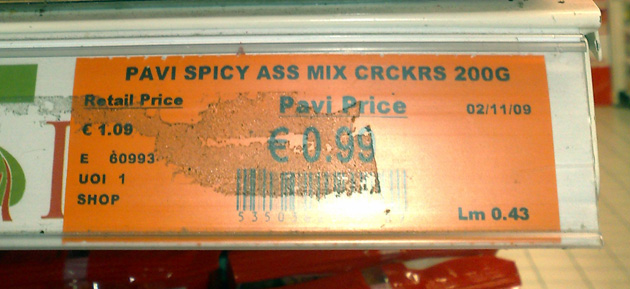 PAVI SPICY ASS MIX CRCKRS 200G
Retail Price
Pavi Price
02/11/09
€ 1.09
€ 0.99
E 60993
UOI 1
SHOP
5350
Lm 0.43